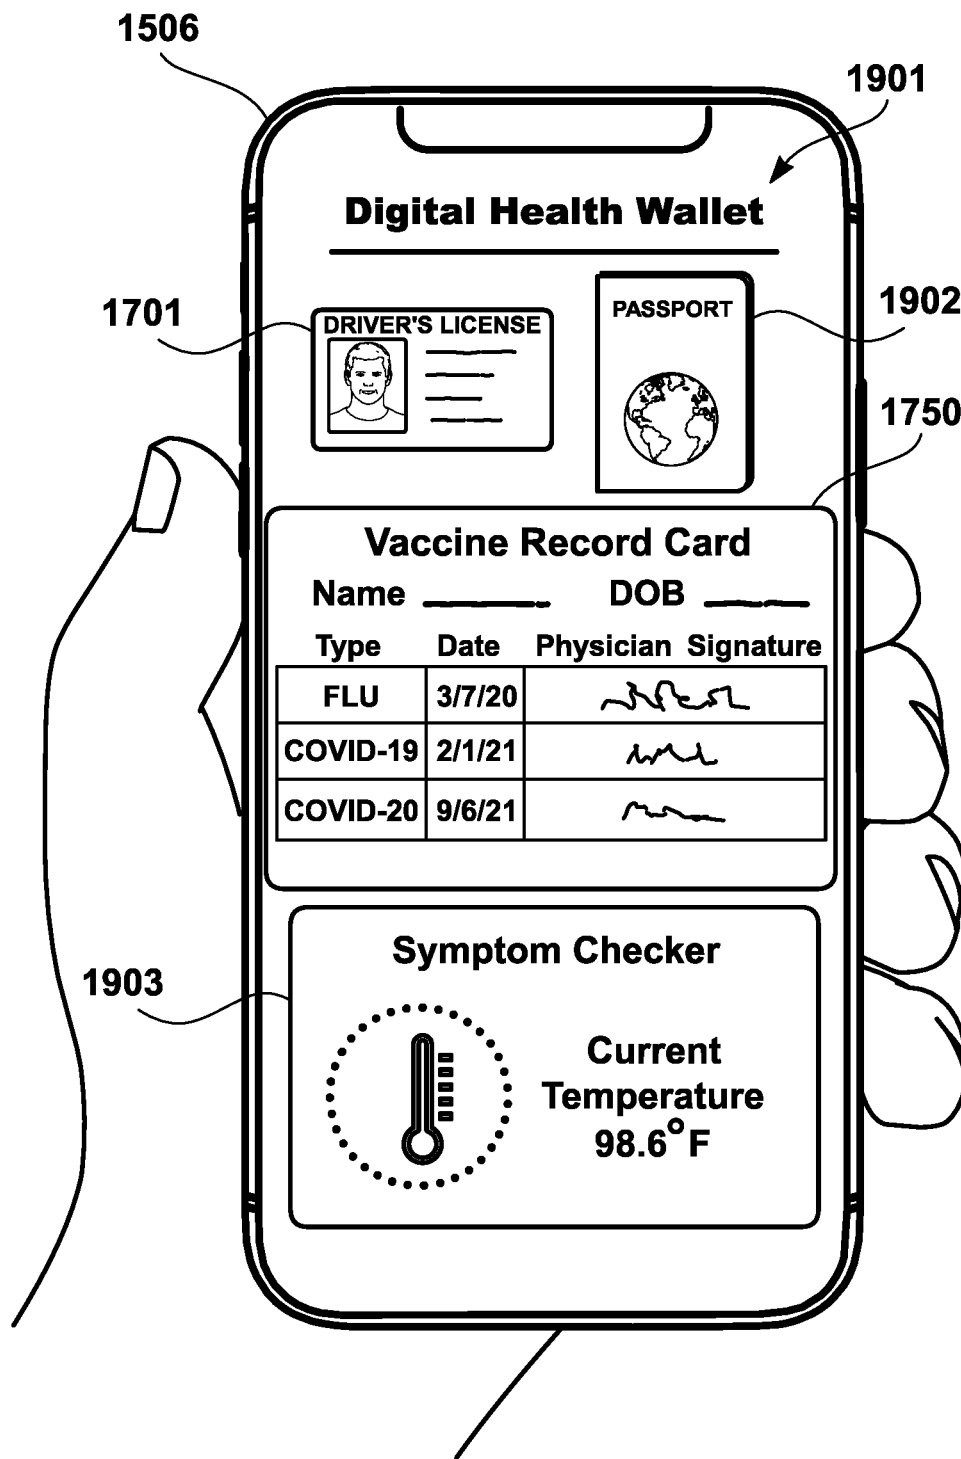 1506
1901
Digital Health Wallet
1701
DRIVER'S LICENSE
PASSPORT
1902
1750
Vaccine Record Card
Name DOB
Type Date Physician Signature
FLU 3/7/20
COVID-19 2/1/21
COVID-20 9/6/21
Symptom Checker
1903
Current
Temperature
98.6°F